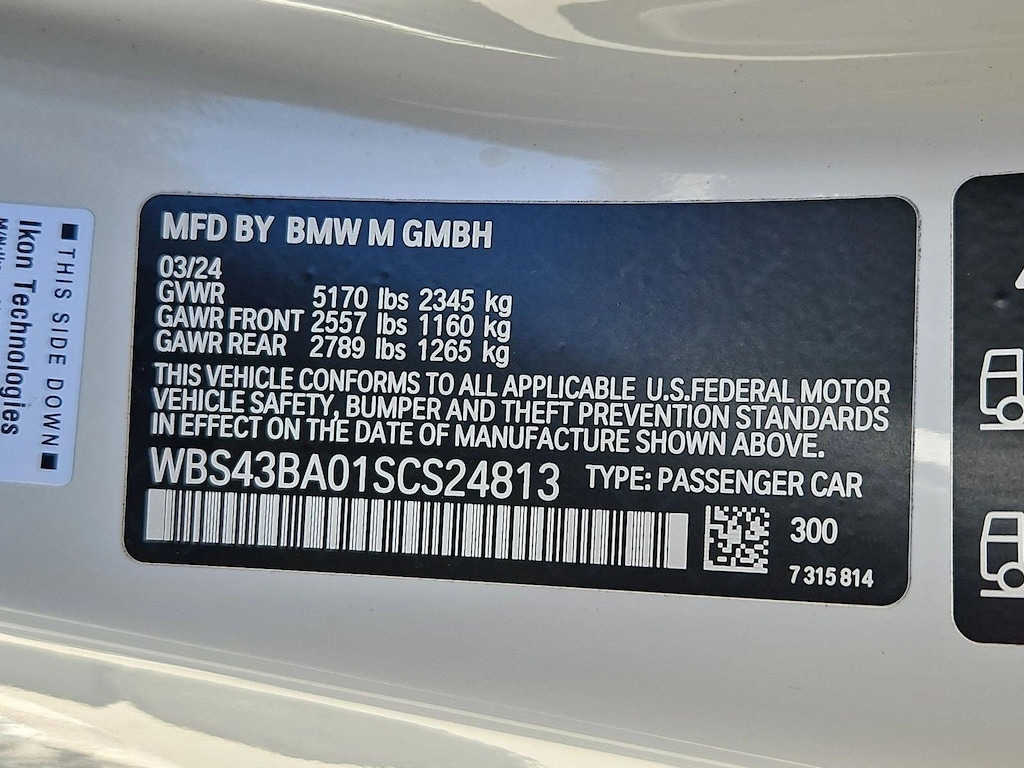 MFD BY BMW M GMBH
03/24
GVWR 5170 lbs 2345 kg
GAWR FRONT 2557 lbs 1160 kg
GAWR REAR 2789 lbs 1265 kg
THIS VEHICLE CONFORMS TO ALL APPLICABLE U.S.FEDERAL MOTOR
VEHICLE SAFETY, BUMPER AND THEFT PREVENTION STANDARDS
IN EFFECT ON THE DATE OF MANUFACTURE SHOWN ABOVE.
WBS43BA01SCS24813 TYPE: PASSENGER CAR
300
7 315 814
THIS SIDE DOWN
Ikon Technologies